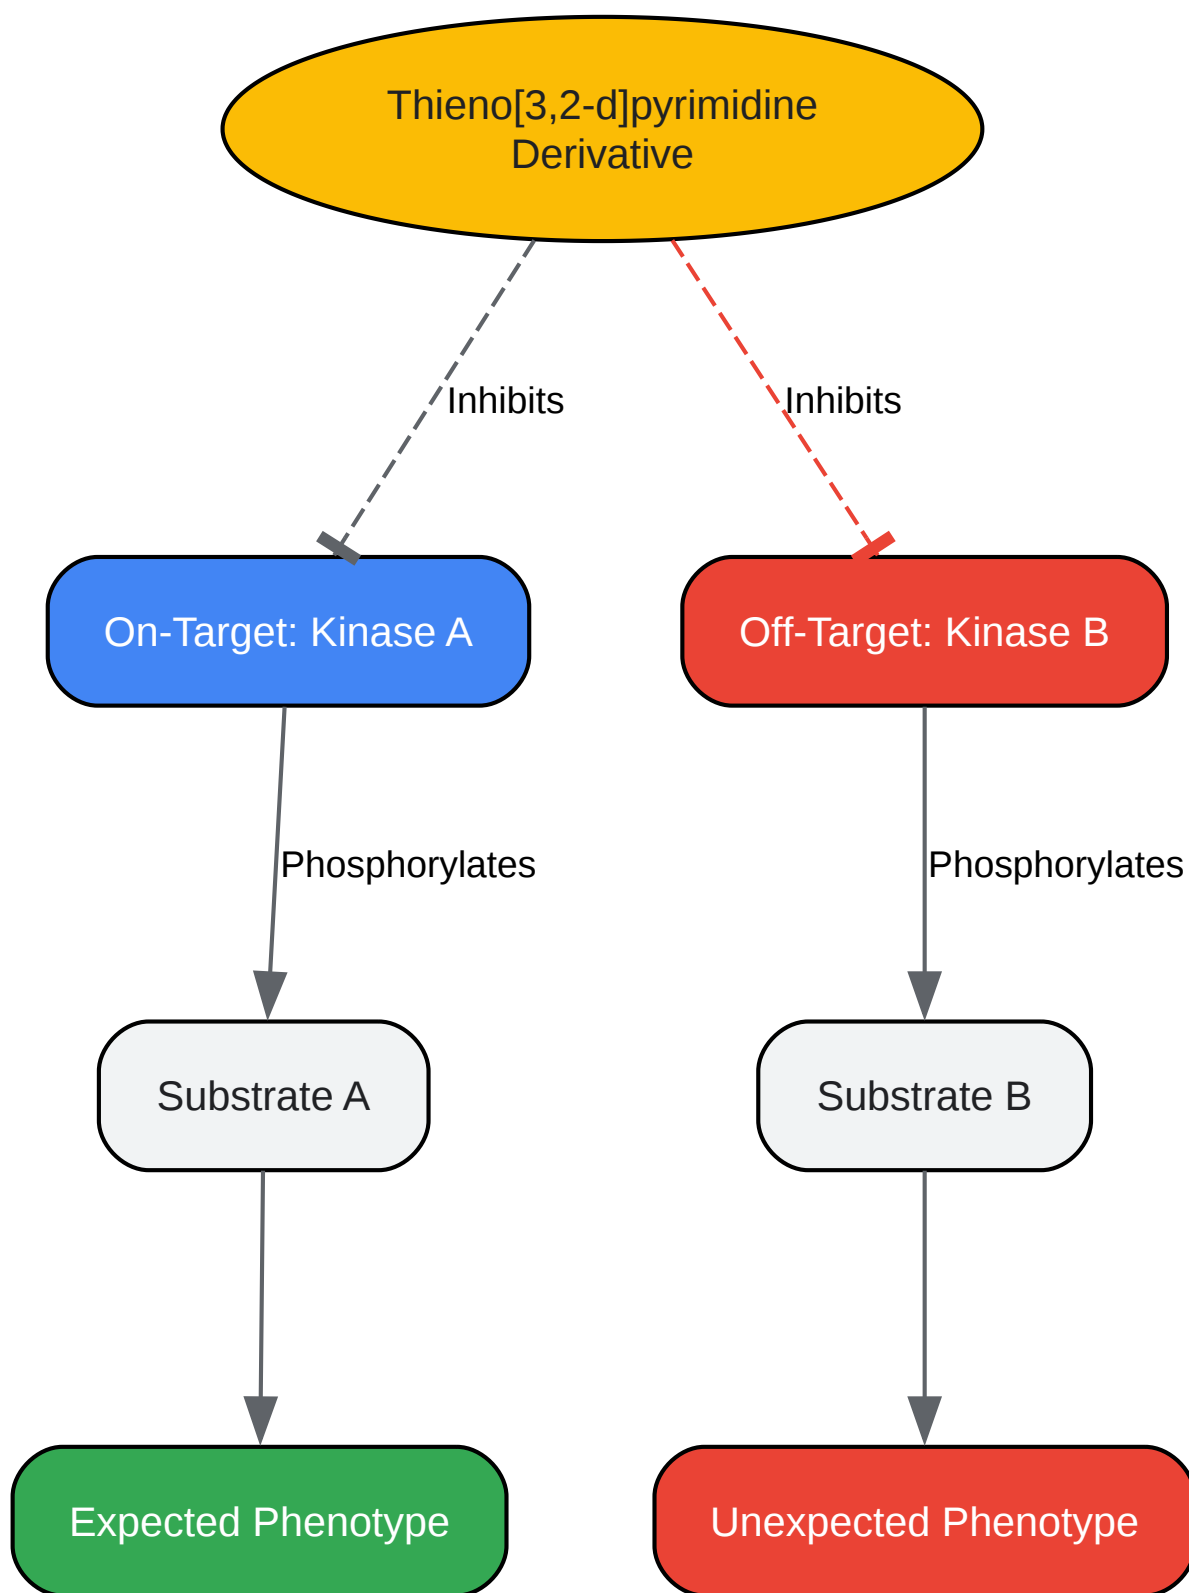 Thieno[3,2-d]pyrimidine
Derivative
Inhibits
Inhibits
On-Target: Kinase A
Off-Target: Kinase B
Phosphorylates
Phosphorylates
Substrate A
Substrate B
Expected Phenotype
Unexpected Phenotype